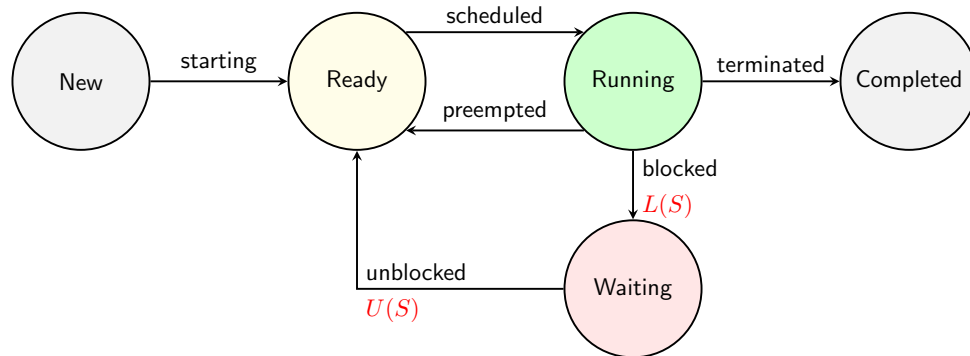 scheduled
starting
New
Ready
Running
terminated
Completed
preempted
blocked
L(S)
unblocked
U(S)
Waiting